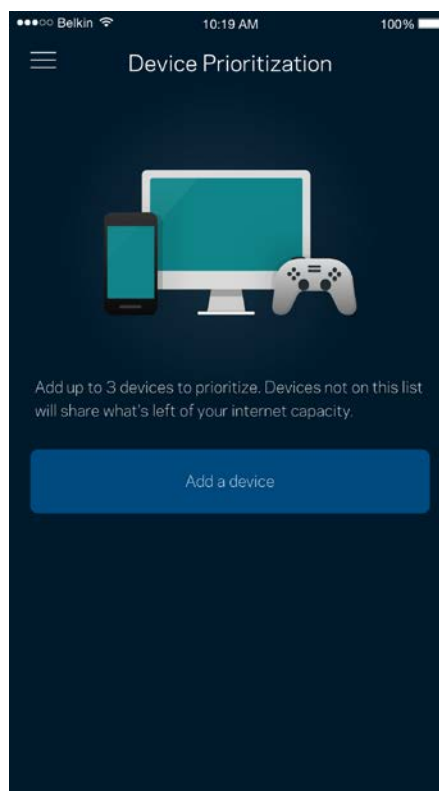 Belkin 10:19 AM 100%
Device Prioritization
Add up to 3 devices to prioritize. Devices not on this list
will share what's left of your internet capacity.
Add a device